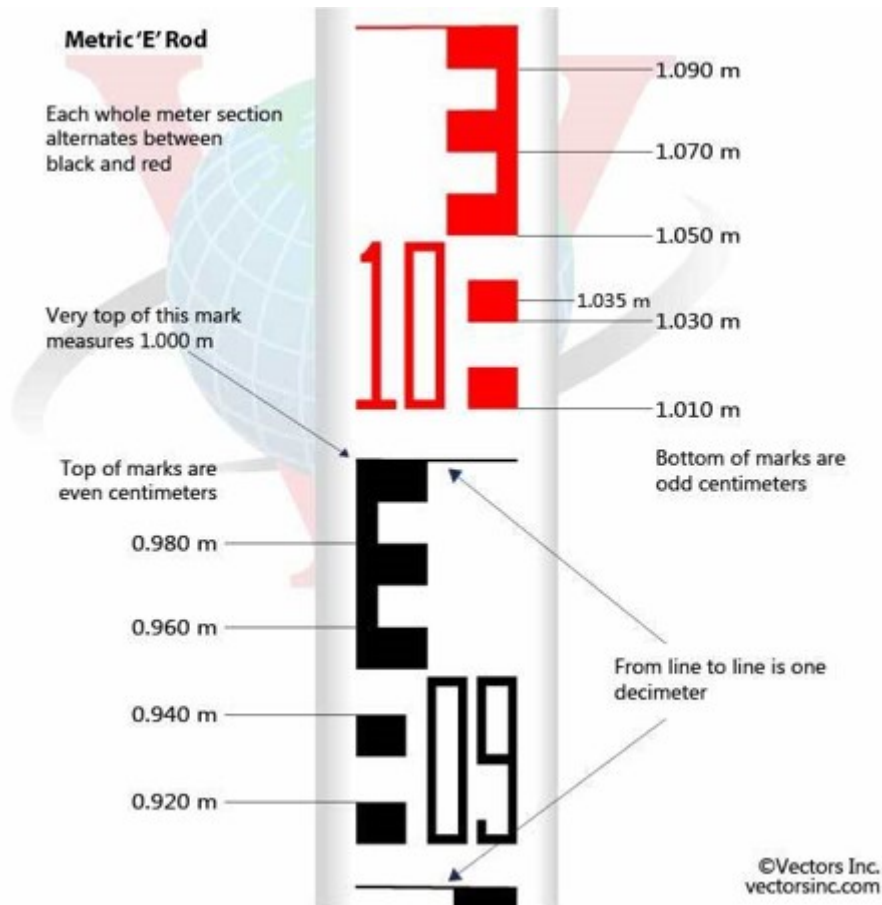 Metric 'E' Rod
Each whole meter section
alternates between
black and red
1.090 m
1.070 m
1.050 m
10
1.035 m
1.030 m
1.010 m
Very top of this mark
measures 1.000 m
Top of marks are
even centimeters
Bottom of marks are
odd centimeters
0.980 m
0.960 m
From line to line is one
decimeter
0.940 m
09
0.920 m
©Vectors Inc.
vectorsinc.com